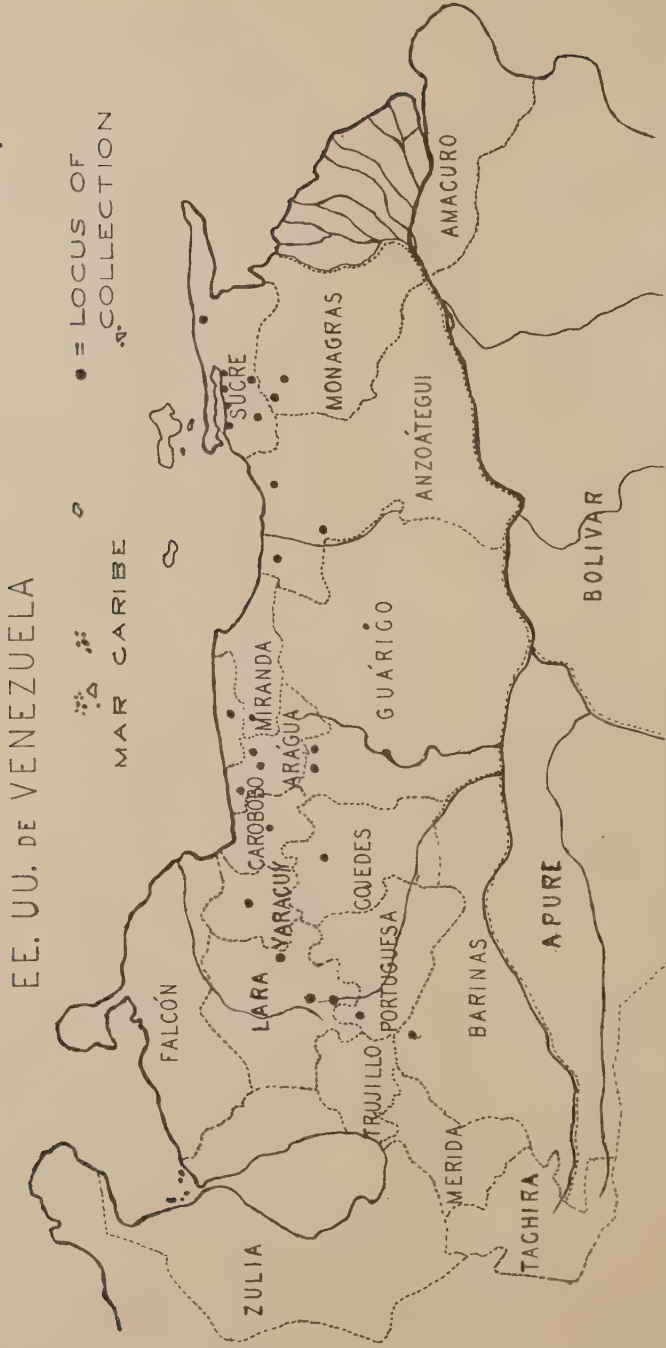 EE. UU. DE VENEZUELA
MAR CARIBE
• = LOCUS OF
COLLECTION
ZULIA
FALCÓN
LARA
YARACUY
CAROBOBO
ARÁGUA
MIRANDA
SUCRE
MONAGRAS
ANZOÁTEGUI
GUÁRICO
COJEDES
PORTUGUESA
TRUJILLO
MERIDA
TACHIRA
BARINAS
APURE
BOLIVAR
AMACURO